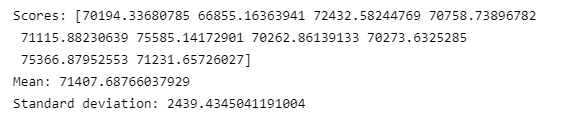 Scores: [70194.33680785 66855.16363941 72432.58244769 70758.73896782
71115.88230639 75585.14172901 70262.86139133 70273.6325285
75366.87952553 71231.65726027]
Mean: 71407.68766037929
Standard deviation: 2439.4345041191004